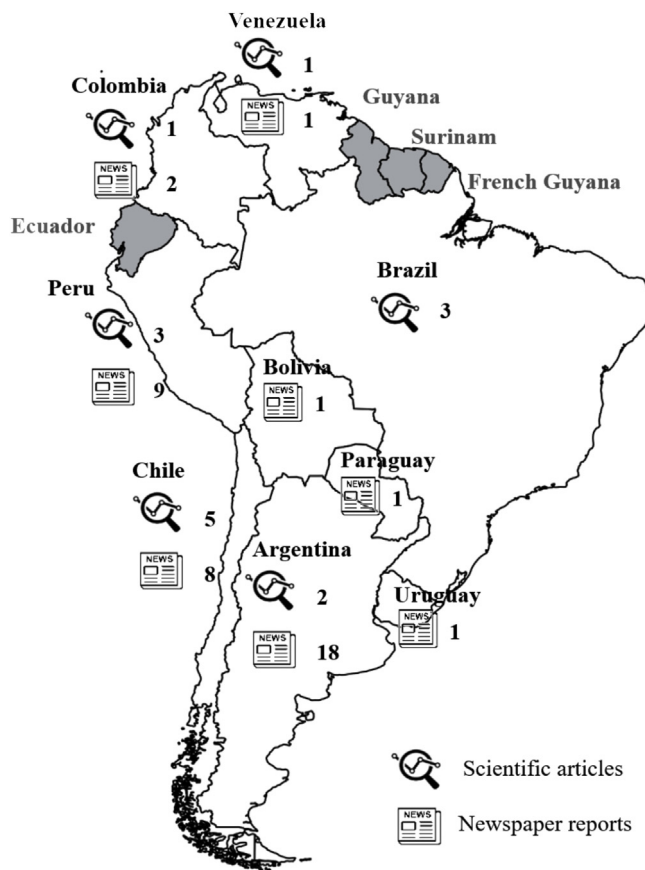 Venezuela
1
Colombia
NEWS 1
Guyana
1
Surinam
NEWS 2
French Guyana
Ecuador
Brazil
Peru
3
3
Bolivia
NEWS 9
NEWS 1
Paraguay
Chile
NEWS 1
5
Argentina
NEWS 8
2
Uruguay
NEWS 1
NEWS 18
Scientific articles
NEWS Newspaper reports